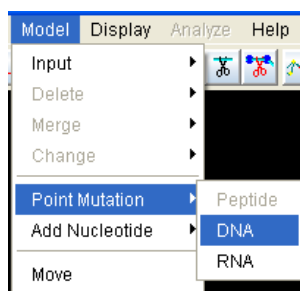 Model Display Analyze Help
Input
Delete
Merge
Change
Point Mutation Peptide
Add Nucleotide DNA
RNA
Move